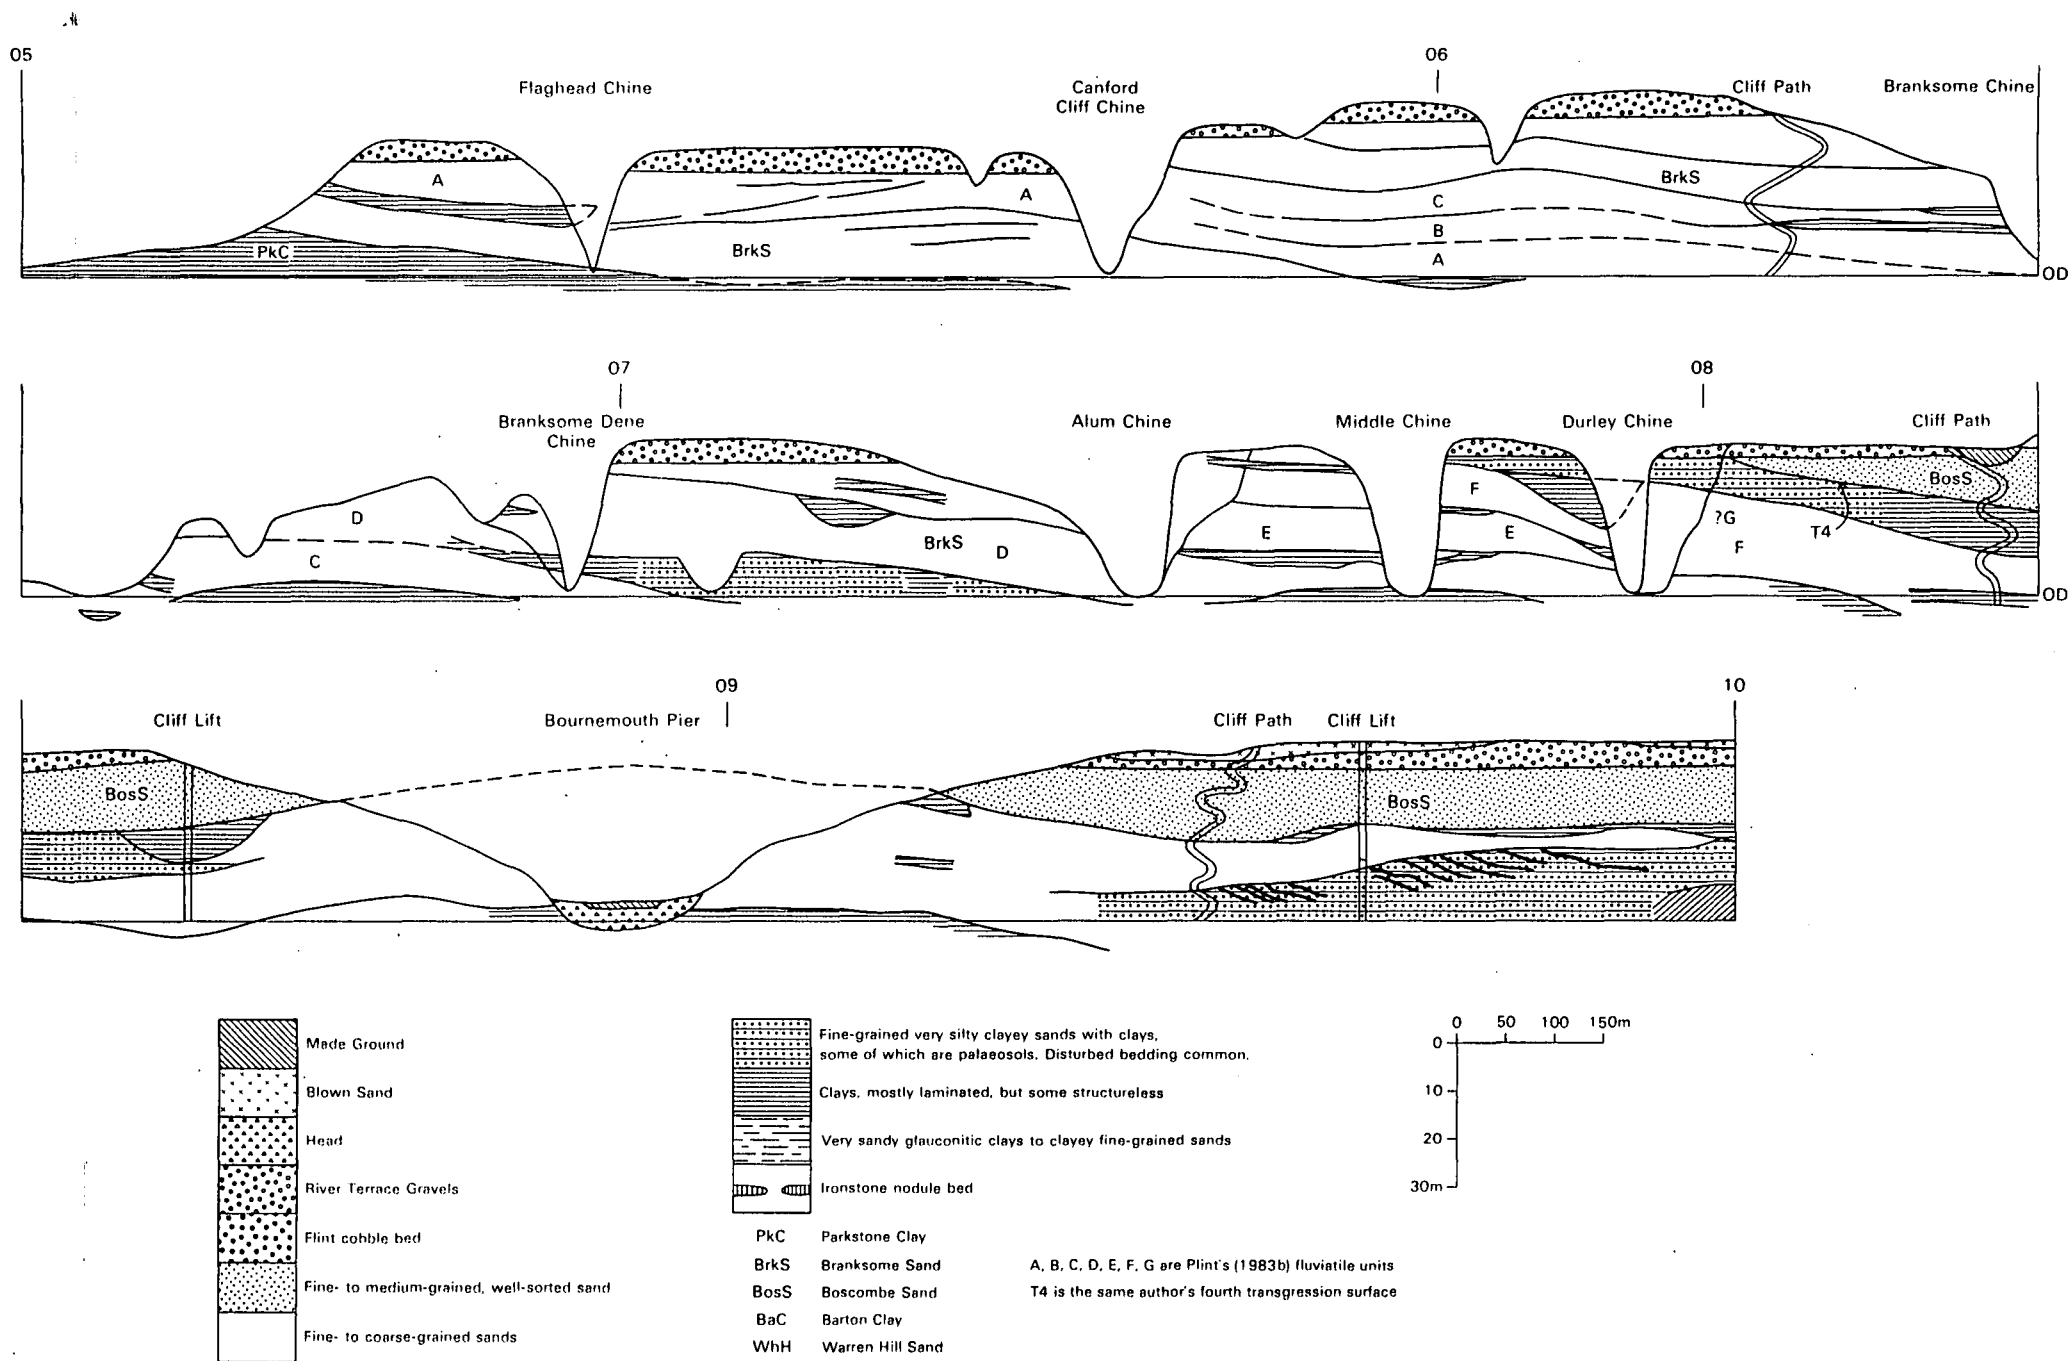 05
06
Flaghead Chine
Canford
Cliff Chine
Cliff Path
Branksome Chine
A
PkC
BrkS
A
C
B
A
BrkS
OD
07
08
Branksome Dene
Chine
Alum Chine
Middle Chine
Durley Chine
Cliff Path
D
C
BrkS
D
E
F
E
?G
F
T4
BosS
OD
09
10
Cliff Lift
Bournemouth Pier
Cliff Path
Cliff Lift
BosS
BosS
Made Ground
Blown Sand
Head
River Terrace Gravels
Flint cobble bed
Fine- to medium-grained, well-sorted sand
Fine- to coarse-grained sands
Fine-grained very silty clayey sands with clays,
some of which are palaeosols. Disturbed bedding common.
Clays, mostly laminated, but some structureless
Very sandy glauconitic clays to clayey fine-grained sands
Ironstone nodule bed
PkC Parkstone Clay
BrkS Branksome Sand
BosS Boscombe Sand
BaC Barton Clay
WhH Warren Hill Sand
A, B, C, D, E, F, G are Plint's (1983b) fluviatile units
T4 is the same author's fourth transgression surface
0 50 100 150m
0
10
20
30m